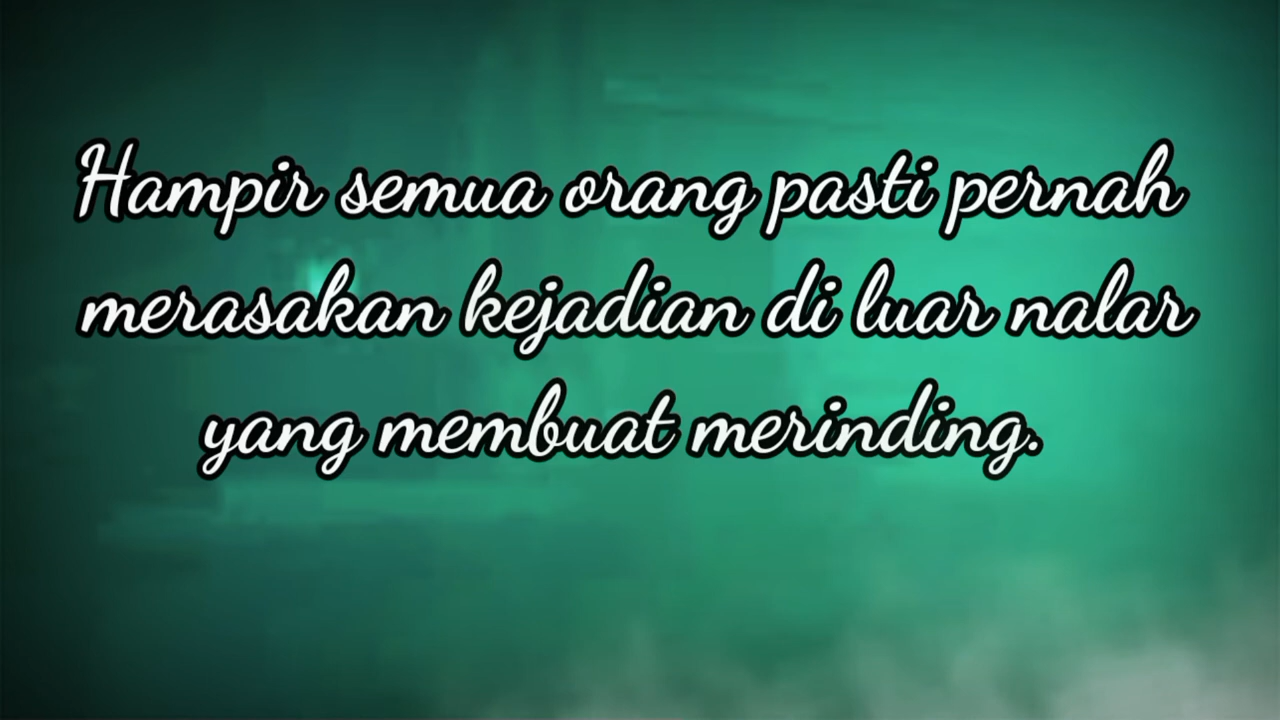 Hampir semua orang pasti pernah
merasakan kejadian di luar nalar
yang membuat merinding.